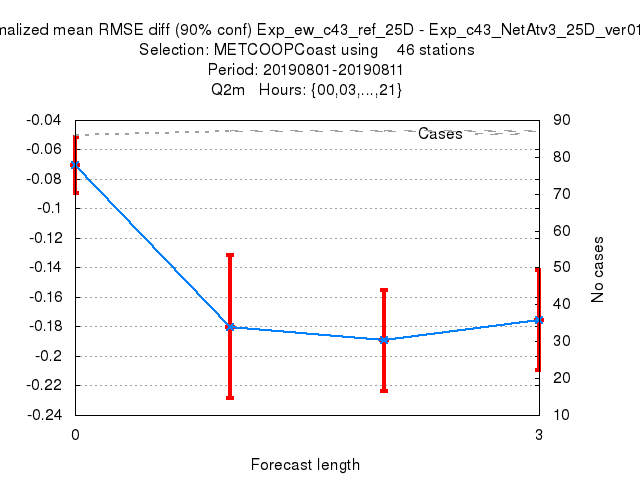 malized mean RMSE diff (90% conf) Exp_ew_c43_ref_25D - Exp_c43_NetAtv3_25D_ver01
Selection: METCOOPCoast using 46 stations
Period: 20190801-20190811
Q2m Hours: {00,03,...,21}
-0.04 90
Cases
-0.06
80
-0.08
70
-0.1
-0.12 60
-0.14 50
No cases
-0.16 40
-0.18 30
-0.2
20
-0.22
-0.24 10
0 3
Forecast length